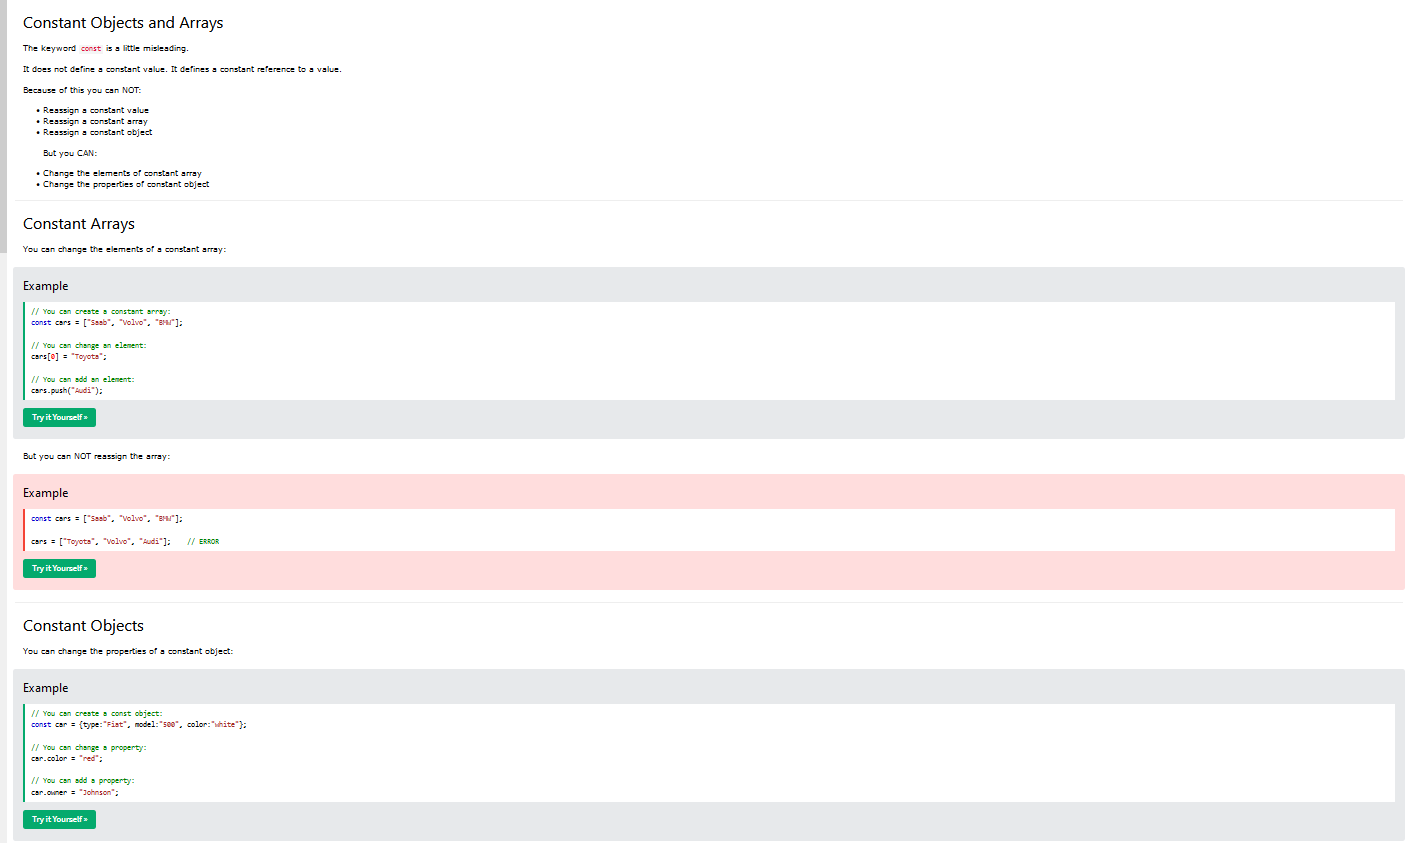 Constant Objects and Arrays
The keyword const is a little misleading.
It does not define a constant value. It defines a constant reference to a value.
Because of this you can NOT:
• Reassign a constant value
• Reassign a constant array
• Reassign a constant object
But you CAN:
• Change the elements of constant array
• Change the properties of constant object
Constant Arrays
You can change the elements of a constant array:
Example
// You can create a constant array:
const cars = ["Saab", "Volvo", "BMW"];
// You can change an element:
cars[0] = "Toyota";
// You can add an element:
cars.push("Audi");
Try it Yourself »
But you can NOT reassign the array:
Example
const cars = ["Saab", "Volvo", "BMW"];
cars = ["Toyota", "Volvo", "Audi"];    // ERROR
Try it Yourself »
Constant Objects
You can change the properties of a constant object:
Example
// You can create a const object:
const car = {type:"Fiat", model:"500", color:"white"};
// You can change a property:
car.color = "red";
// You can add a property:
car.owner = "Johnson";
Try it Yourself »